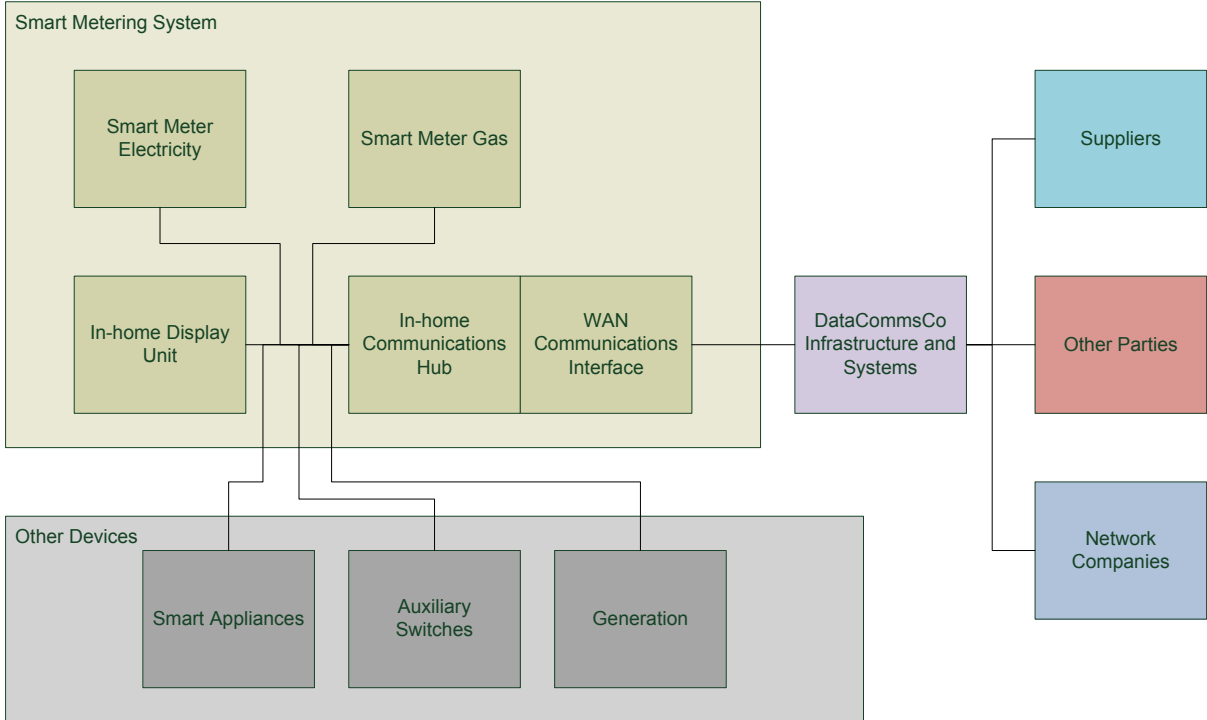 Smart Metering System
Smart Meter
Electricity
Smart Meter Gas
Suppliers
In-home Display
Unit
In-home
Communications
Hub
WAN
Communications
Interface
DataCommsCo
Infrastructure and
Systems
Other Parties
Other Devices
Smart Appliances
Auxiliary
Switches
Generation
Network
Companies